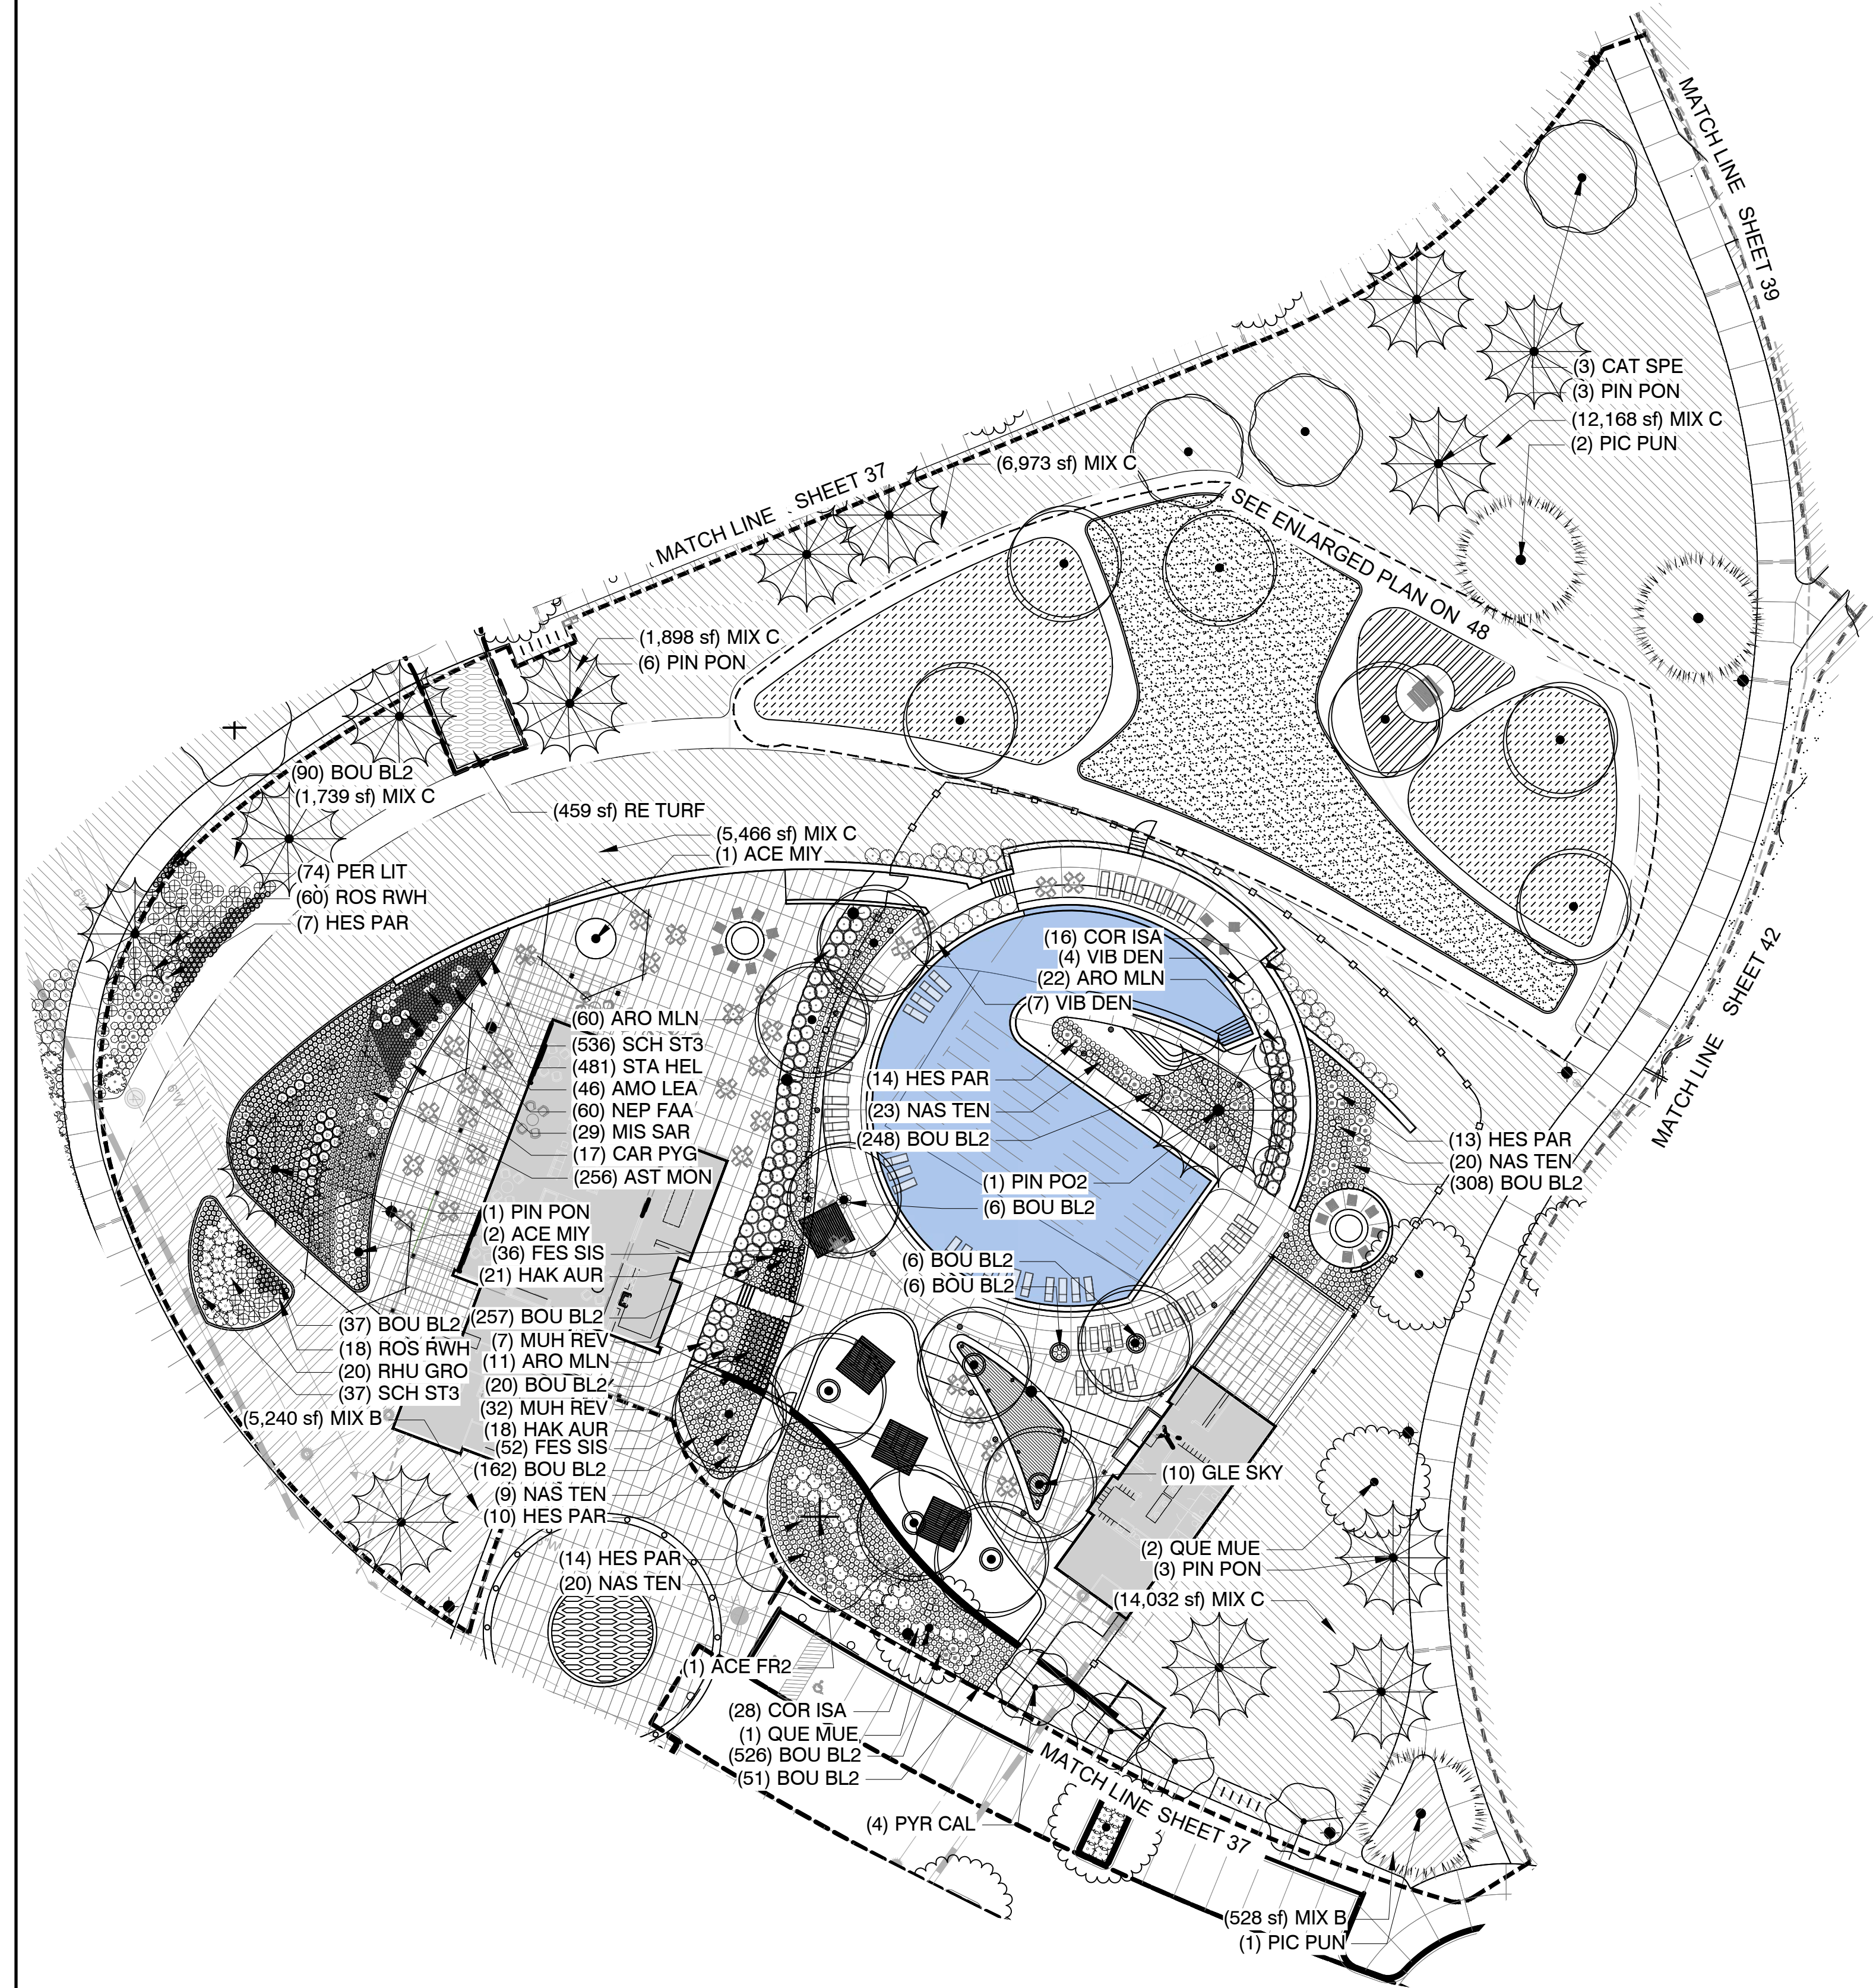 MATCH LINE SHEET 39
(3) CAT SPE
(3) PIN PON
(12,168 sf) MIX C
(2) PIC PUN
(6,973 sf) MIX C
MATCH LINE SHEET 37
SEE ENLARGED PLAN ON 48
(1,898 sf) MIX C
(6) PIN PON
(90) BOU BL2
(1,739 sf) MIX C
(459 sf) RE TURF
(5,466 sf) MIX C
(1) ACE MIY
(74) PER LIT
(60) ROS RWH
(7) HES PAR
6"W
6"W
MATCH LINE SHEET 42
(16) COR ISA
(4) VIB DEN
(22) ARO MLN
(7) VIB DEN
(60) ARO MLN
(536) SCH ST3
(481) STA HEL
(46) AMO LEA
(60) NEP FAA
(29) MIS SAR
(17) CAR PYG
(256) AST MON
(14) HES PAR
(23) NAS TEN
(248) BOU BL2
(1) PIN PO2
(6) BOU BL2
(13) HES PAR
(20) NAS TEN
(308) BOU BL2
(1) PIN PON
(2) ACE MIY
(36) FES SIS
(21) HAK AUR
(6) BOU BL2
(6) BOU BL2
(257) BOU BL2
(7) MUH REV
(11) ARO MLN
(20) BOU BL2
(32) MUH REV
(18) HAK AUR
(52) FES SIS
(162) BOU BL2
(9) NAS TEN
(10) HES PAR
(37) BOU BL2
(18) ROS RWH
(20) RHU GRO
(37) SCH ST3
(5,240 sf) MIX B
(10) GLE SKY
(14) HES PAR
(20) NAS TEN
(2) QUE MUE
(3) PIN PON
(14,032 sf) MIX C
(1) ACE FR2
(28) COR ISA
(1) QUE MUE
(526) BOU BL2
(51) BOU BL2
MATCH LINE SHEET 37
(4) PYR CAL
(528 sf) MIX B
(1) PIC PUN